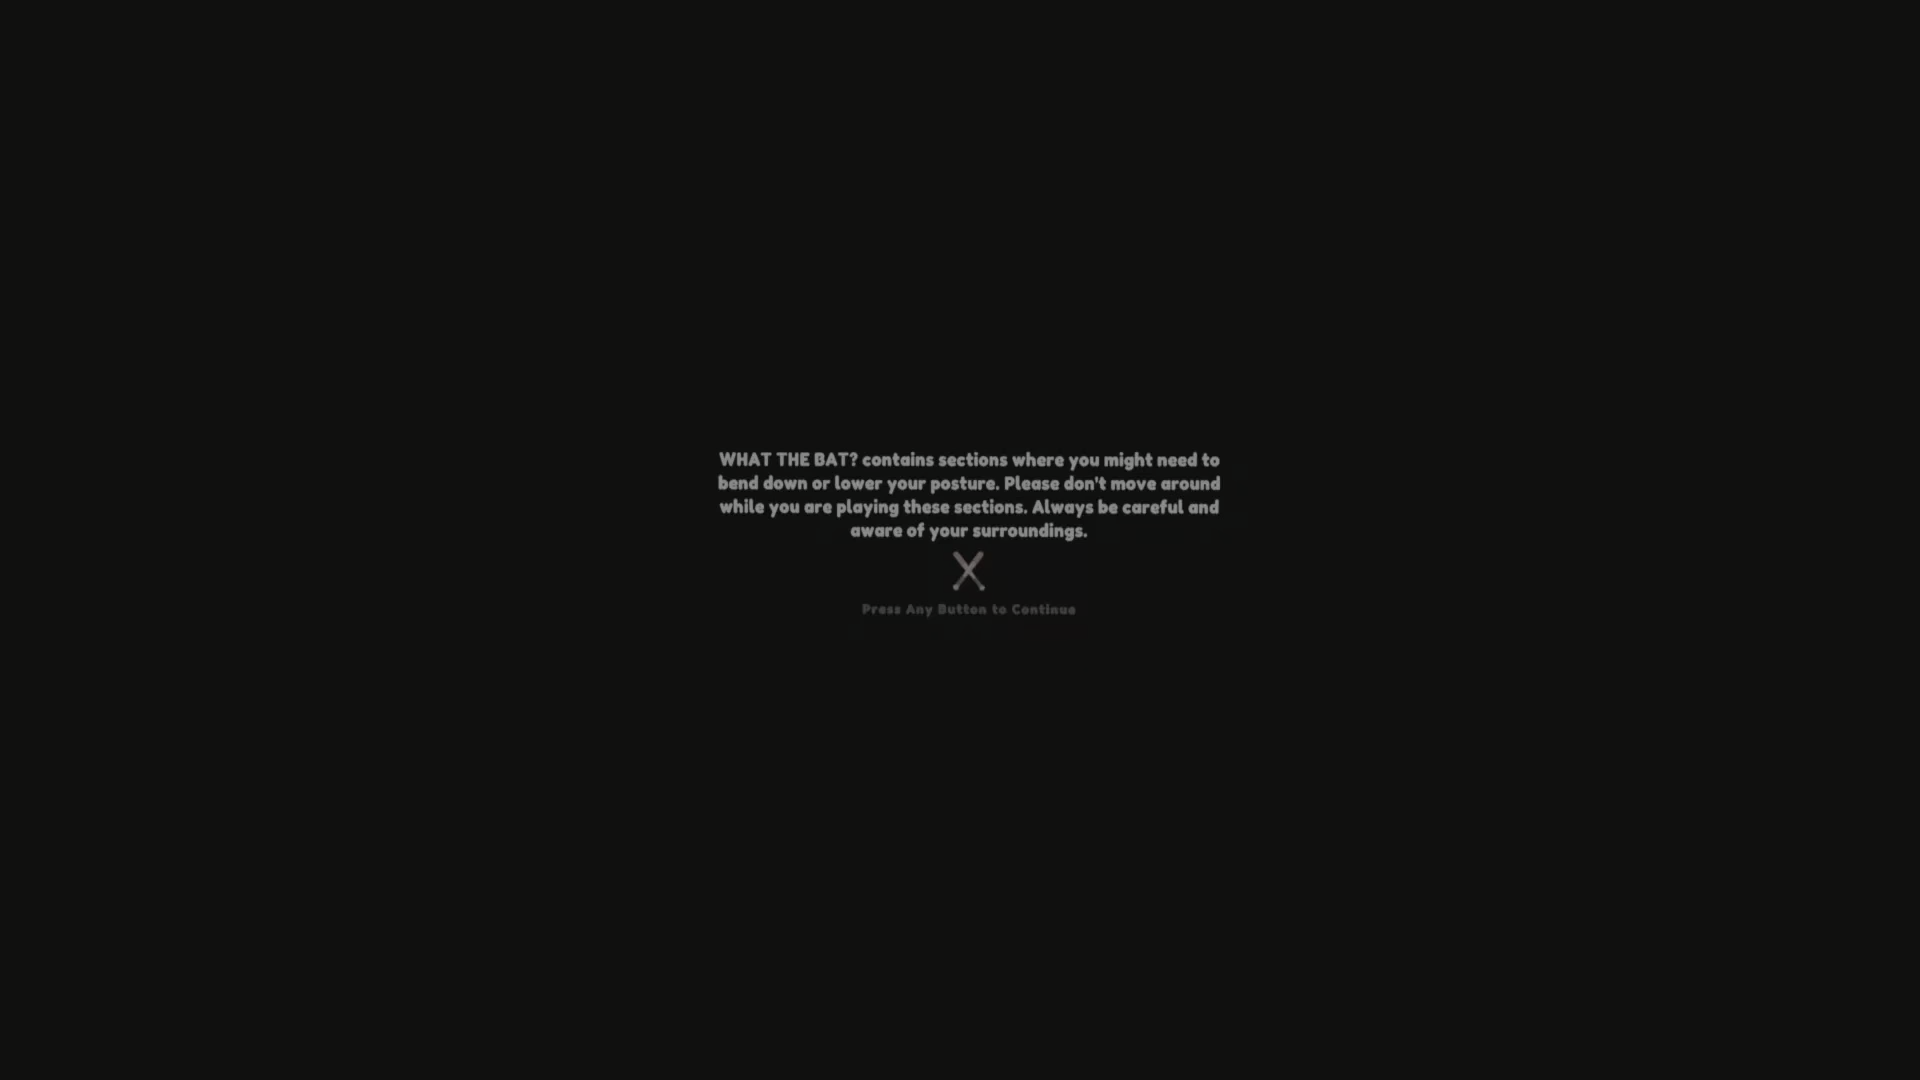 WHAT THE BAT? contains sections where you might need to
bend down or lower your posture. Please don't move around
while you are playing these sections. Always be careful and
aware of your surroundings.
Press Any Button to Continue